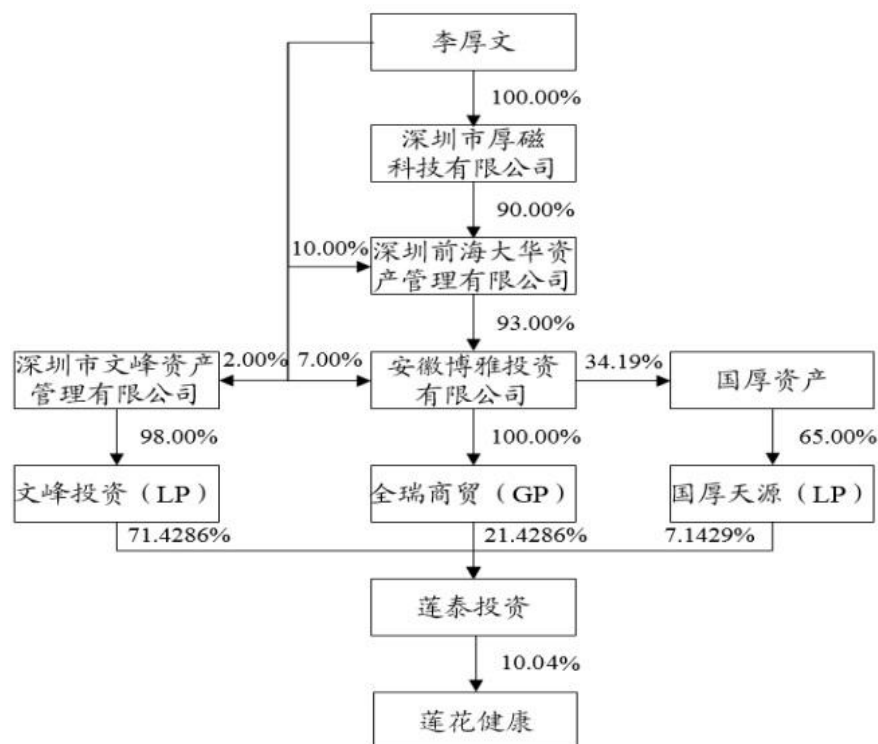 李厚文
100.00%
深圳市厚磁
科技有限公司
90.00%
10.00%
深圳前海大华资
产管理有限公司
93.00%
深圳市文峰资产
管理有限公司
2.00%
7.00%
安徽博雅投资
有限公司
34.19%
国厚资产
98.00%
100.00%
65.00%
文峰投资（LP）
全瑞商贸（GP）
国厚天源（LP）
71.4286%
21.4286%
7.1429%
莲泰投资
10.04%
莲花健康